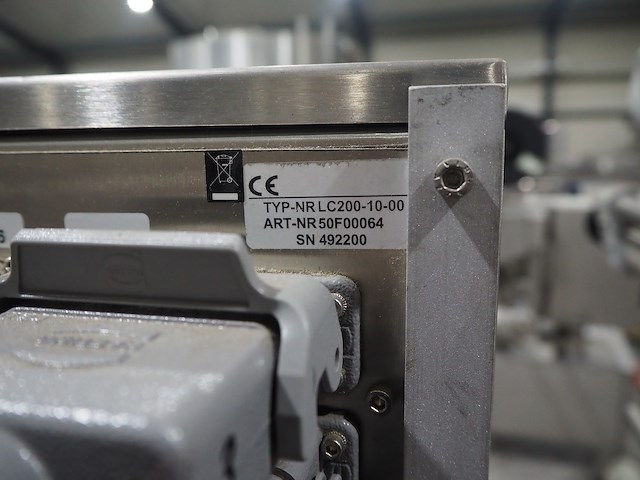 CE
TYP-NR LC200-10-00
ART-NR 50F00064
SN 492200